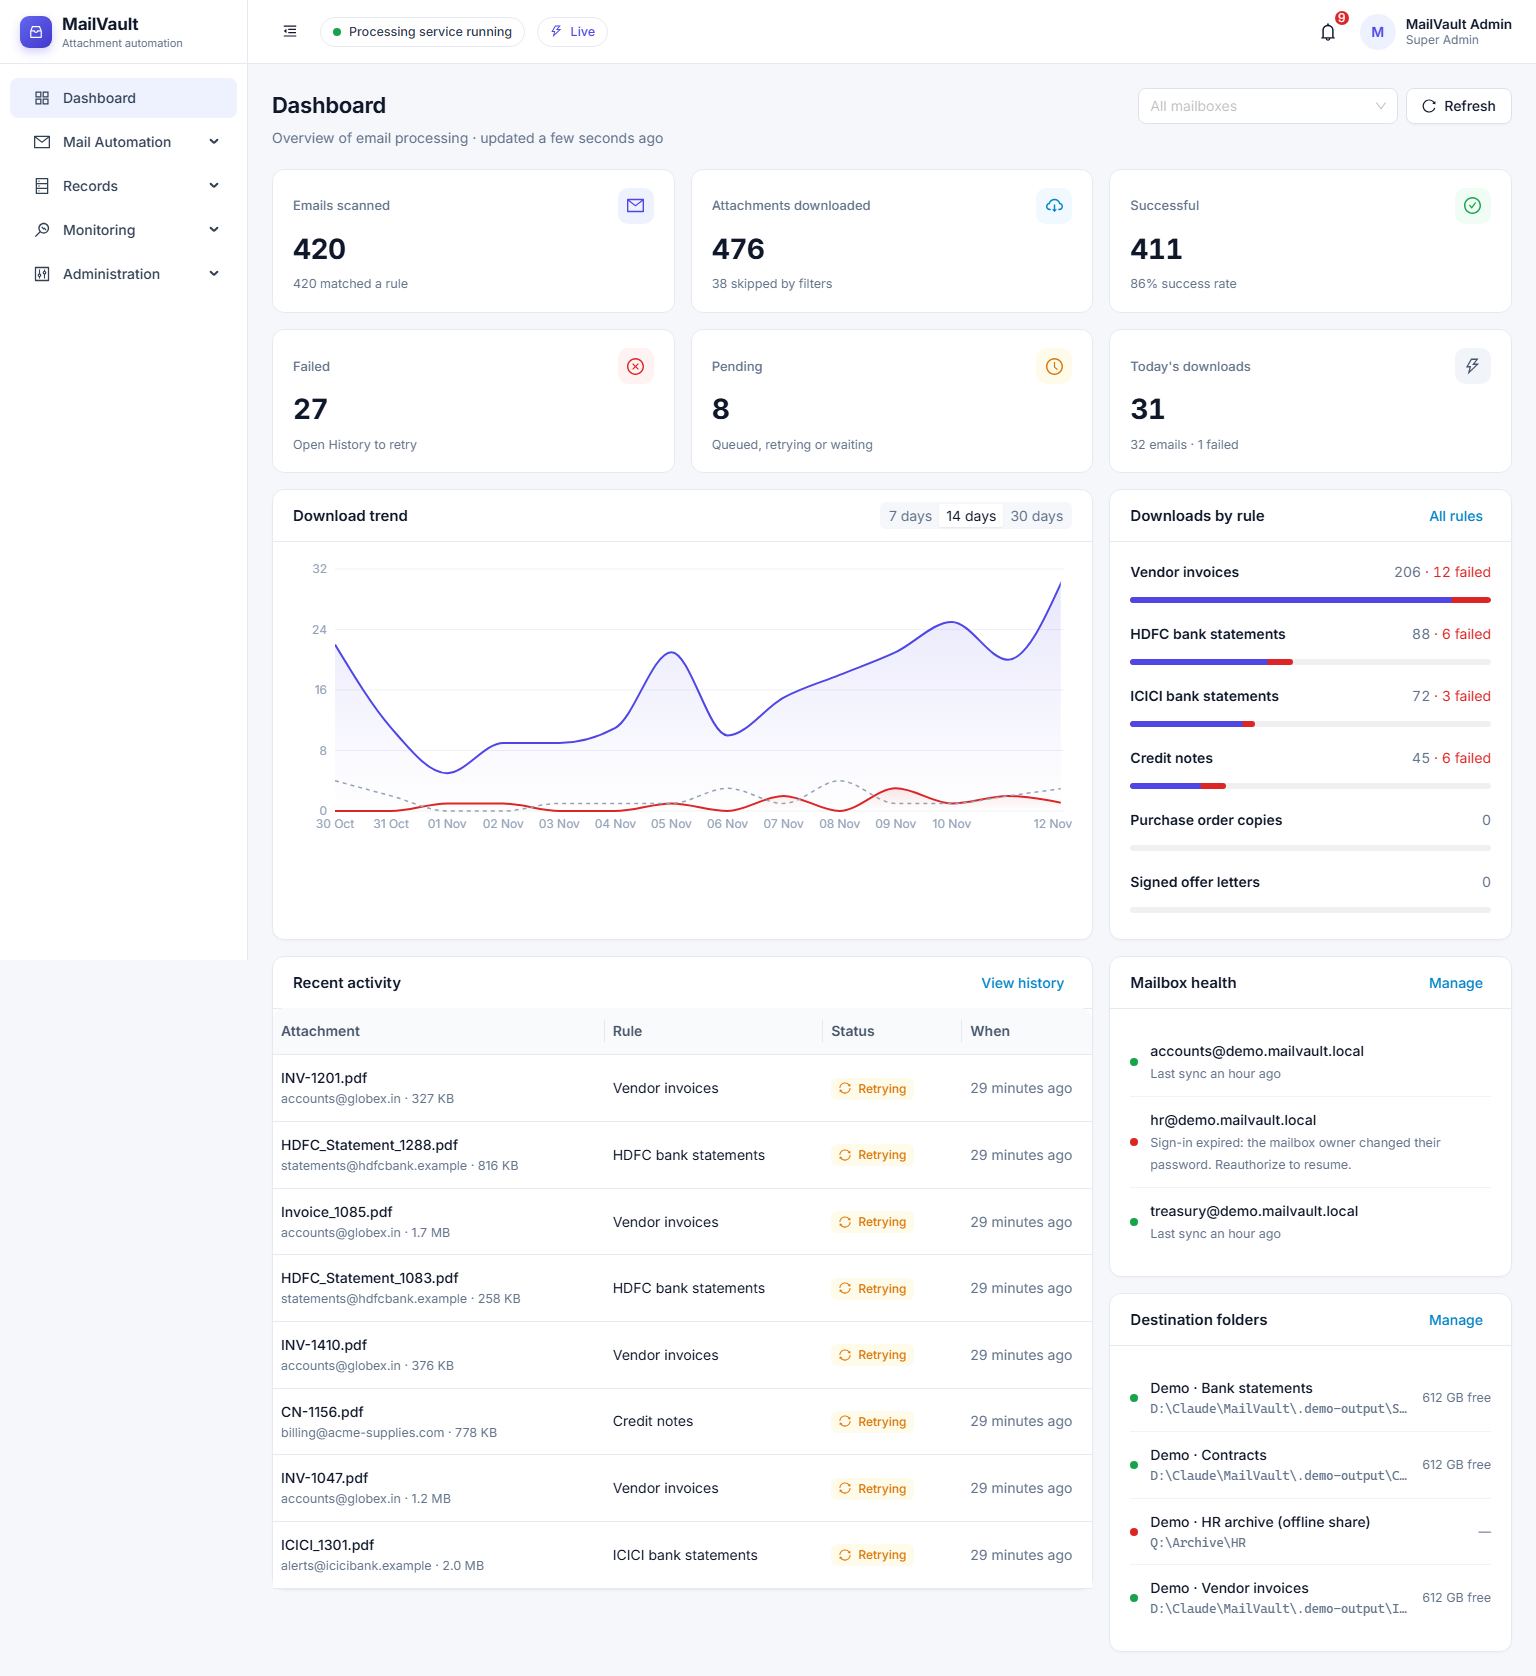 MailVault
Attachment automation
Processing service running
Live
9
M
MailVault Admin
Super Admin
Dashboard
Mail Automation
Records
Monitoring
Administration
Dashboard
Overview of email processing · updated a few seconds ago
All mailboxes
Refresh
Emails scanned
420
420 matched a rule
Attachments downloaded
476
38 skipped by filters
Successful
411
86% success rate
Failed
27
Open History to retry
Pending
8
Queued, retrying or waiting
Today's downloads
31
32 emails · 1 failed
Download trend
7 days 14 days 30 days
32
24
16
8
0
30 Oct 31 Oct 01 Nov 02 Nov 03 Nov 04 Nov 05 Nov 06 Nov 07 Nov 08 Nov 09 Nov 10 Nov 12 Nov
Downloads by rule
All rules
Vendor invoices 206 · 12 failed
HDFC bank statements 88 · 6 failed
ICICI bank statements 72 · 3 failed
Credit notes 45 · 6 failed
Purchase order copies 0
Signed offer letters 0
Recent activity
View history
Attachment Rule Status When
INV-1201.pdf
accounts@globex.in · 327 KB
Vendor invoices Retrying 29 minutes ago
HDFC_Statement_1288.pdf
statements@hdfcbank.example · 816 KB
HDFC bank statements Retrying 29 minutes ago
Invoice_1085.pdf
accounts@globex.in · 1.7 MB
Vendor invoices Retrying 29 minutes ago
HDFC_Statement_1083.pdf
statements@hdfcbank.example · 258 KB
HDFC bank statements Retrying 29 minutes ago
INV-1410.pdf
accounts@globex.in · 376 KB
Vendor invoices Retrying 29 minutes ago
CN-1156.pdf
billing@acme-supplies.com · 778 KB
Credit notes Retrying 29 minutes ago
INV-1047.pdf
accounts@globex.in · 1.2 MB
Vendor invoices Retrying 29 minutes ago
ICICI_1301.pdf
alerts@icicibank.example · 2.0 MB
ICICI bank statements Retrying 29 minutes ago
Mailbox health
Manage
accounts@demo.mailvault.local
Last sync an hour ago
hr@demo.mailvault.local
Sign-in expired: the mailbox owner changed their
password. Reauthorize to resume.
treasury@demo.mailvault.local
Last sync an hour ago
Destination folders
Manage
Demo · Bank statements
D:\Claude\MailVault\.demo-output\S…
612 GB free
Demo · Contracts
D:\Claude\MailVault\.demo-output\C…
612 GB free
Demo · HR archive (offline share)
Q:\Archive\HR
—
Demo · Vendor invoices
D:\Claude\MailVault\.demo-output\I…
612 GB free